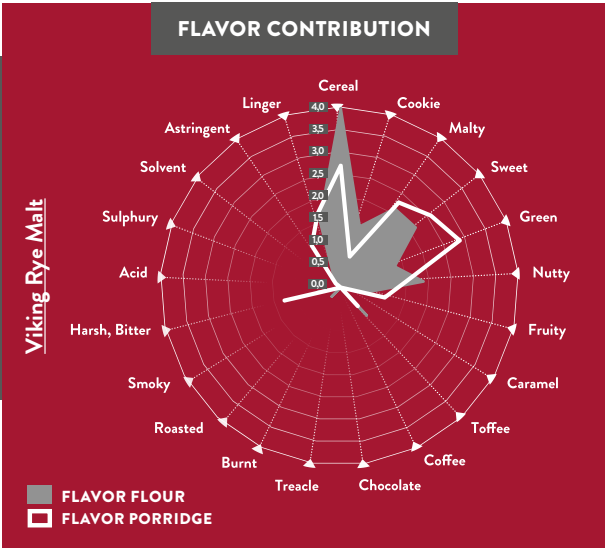 FLAVOR CONTRIBUTION
Viking Rye Malt
Cereal
Cookie
Malty
Sweet
Green
Nutty
Fruity
Caramel
Toffee
Coffee
Chocolate
Treacle
Burnt
Roasted
Smoky
Harsh, Bitter
Acid
Sulphury
Solvent
Astringent
Linger
4,0
3,5
3,0
2,5
2,0
1,5
1,0
0,5
0,0
FLAVOR FLOUR
FLAVOR PORRIDGE